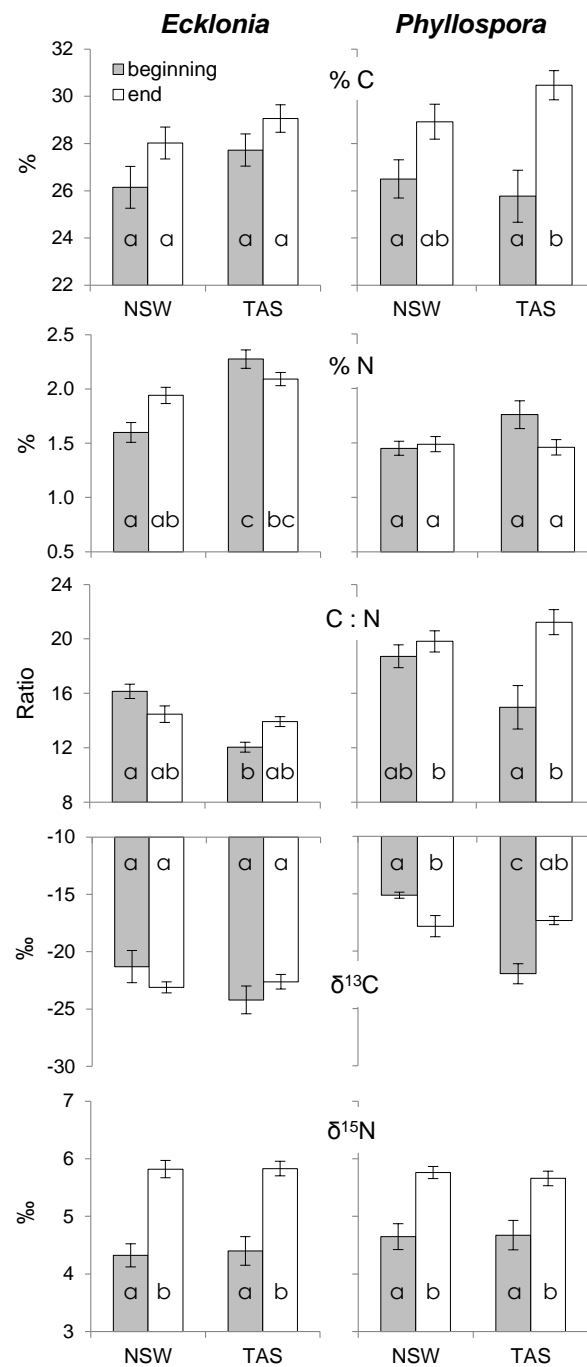 Ecklonia Phyllospora
beginning
end
% C
%
32
30
28
26
24
22
a a a a a ab a b
NSW TAS NSW TAS
% N
%
2.5
2.0
1.5
1.0
0.5
a ab c bc a a a a
C : N
Ratio
24
20
16
12
8
a ab b ab ab b a b
-10
-15
-20
-25
-30
‰
a a a a a b c ab
δ¹³C
δ¹⁵N
‰
7
6
5
4
3
a b a b a b a b
NSW TAS NSW TAS